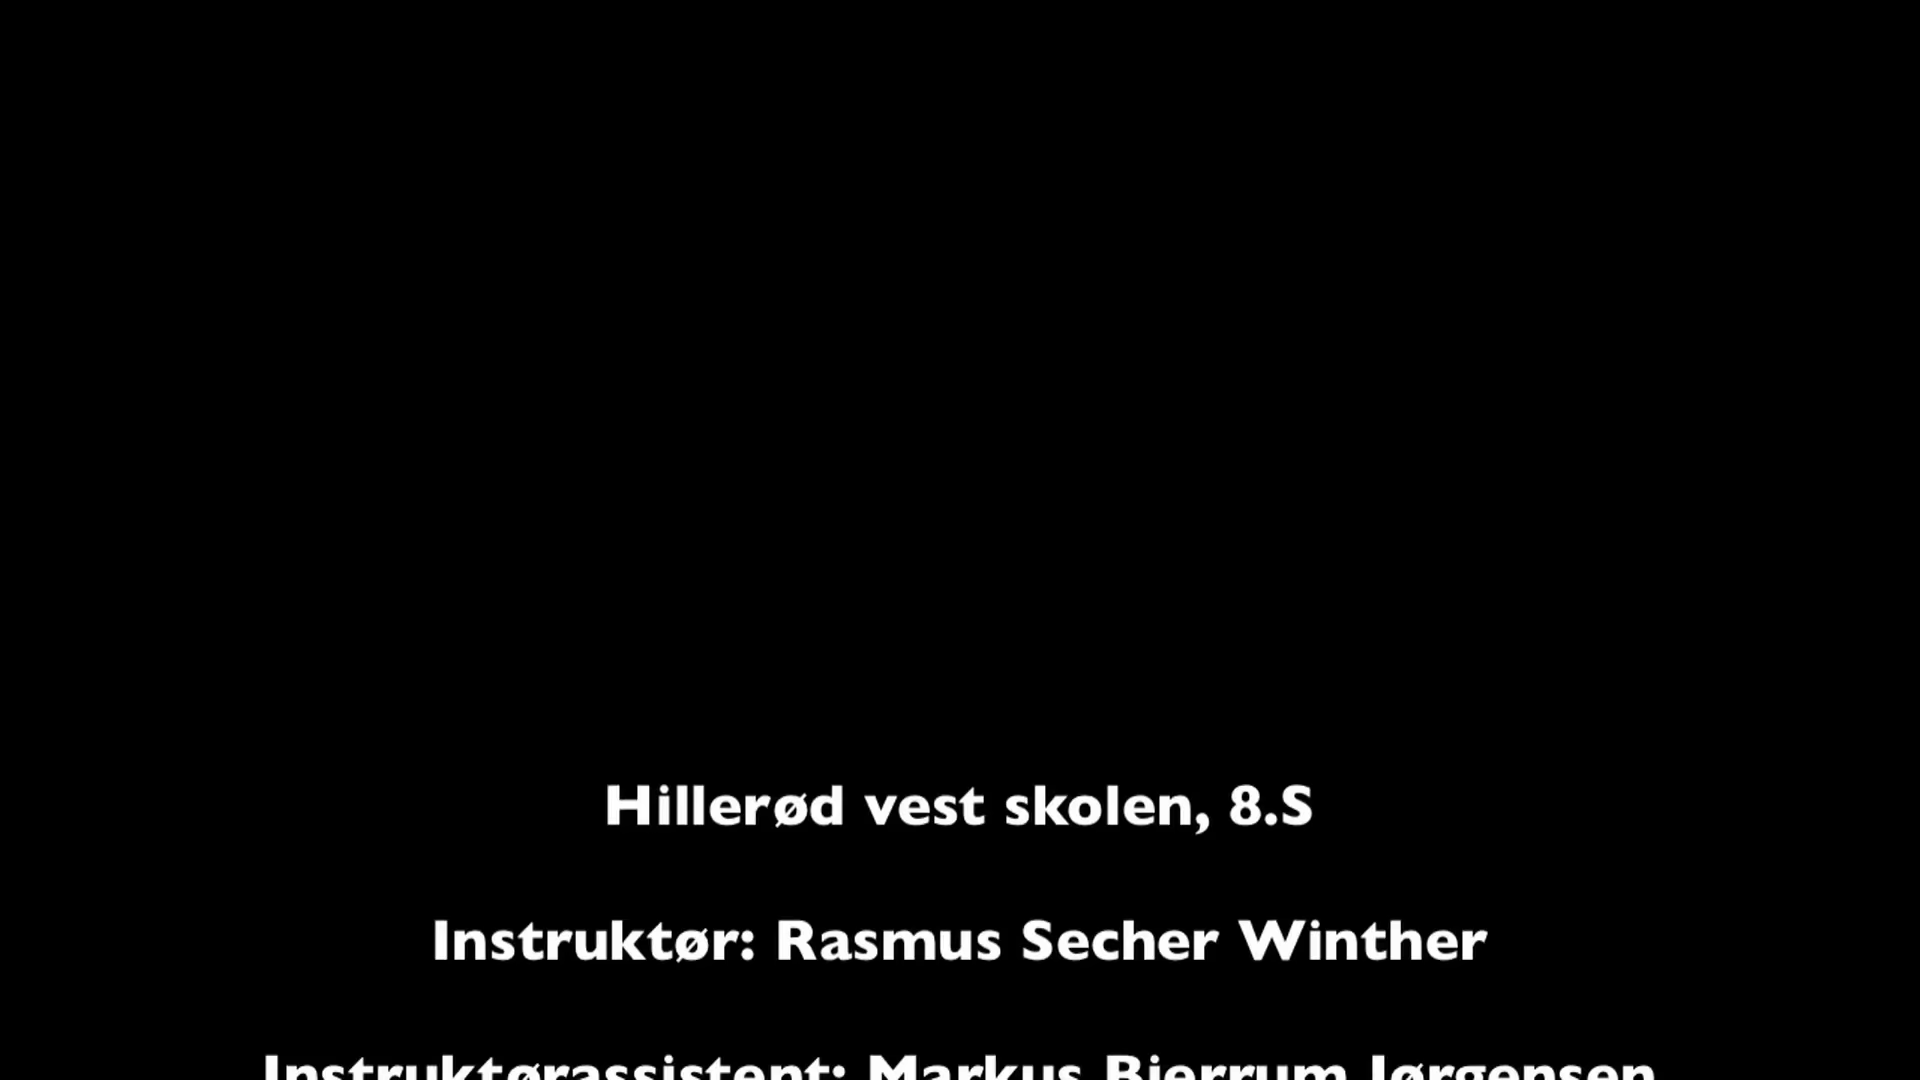 Hillerød vest skolen, 8.S
Instruktør: Rasmus Secher Winther
Instruktørassistent: Markus Bjerrum Jørgensen